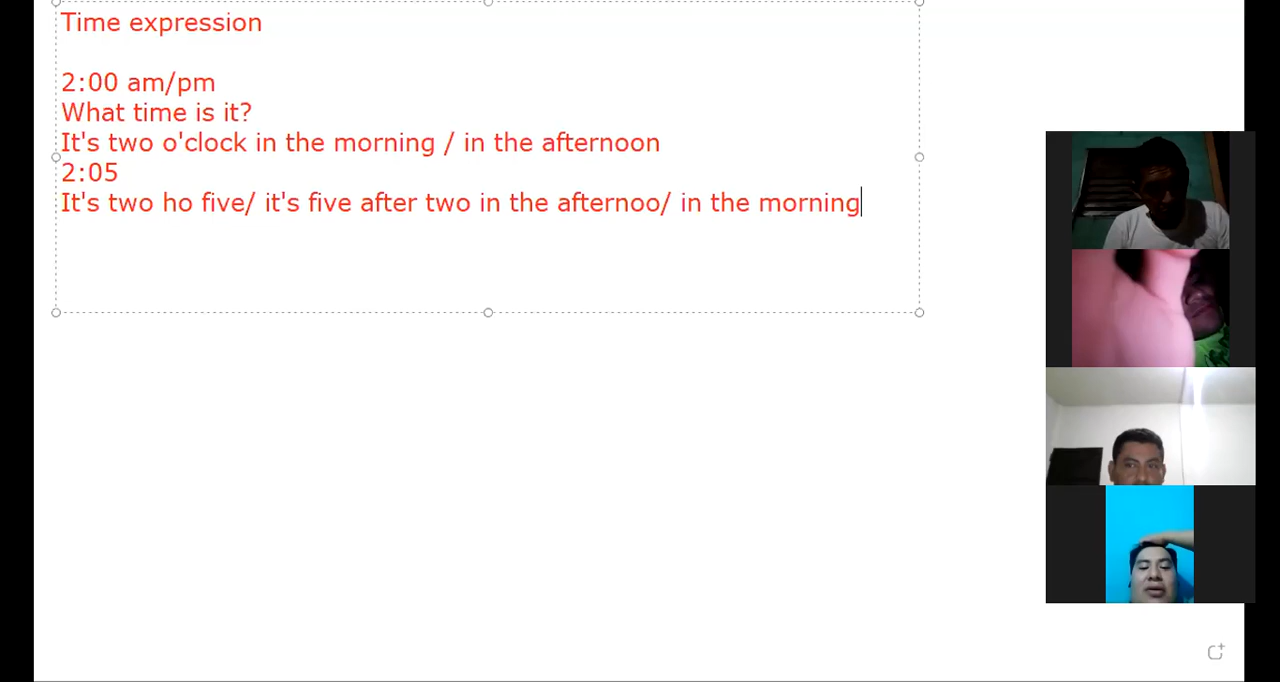 Time expression
2:00 am/pm
What time is it?
It's two o'clock in the morning / in the afternoon
2:05
It's two ho five/ it's five after two in the afternoo/ in the morning